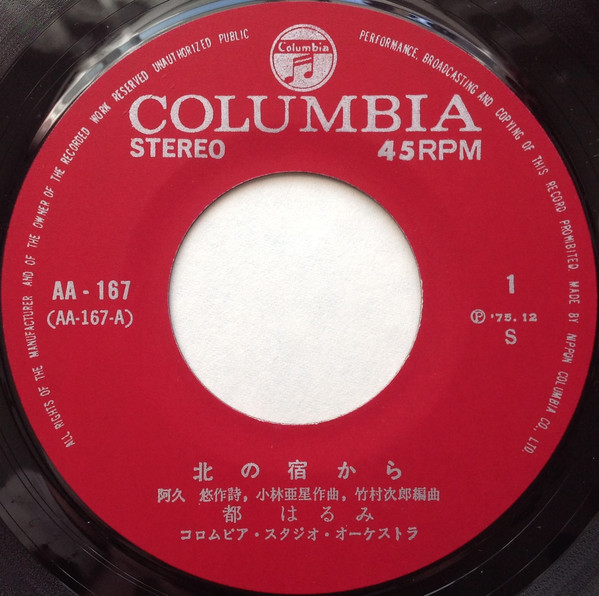 ALL RIGHTS OF THE MANUFACTURER AND OF THE OWNER OF THE RECORDED WORK RESERVED UNAUTHORIZED PUBLIC PERFORMANCE, BROADCASTING AND COPYING OF THIS RECORD PROHIBITED. MADE BY NIPPON COLUMBIA CO., LTD.
Columbia
COLUMBIA
STEREO 45RPM
AA-167 1
(AA-167-A) Ⓟ '75.12
S
北の宿から
阿久 悠作詩, 小林亜星作曲, 竹村次郎編曲
都 はるみ
コロムビア・スタジオ・オーケストラ